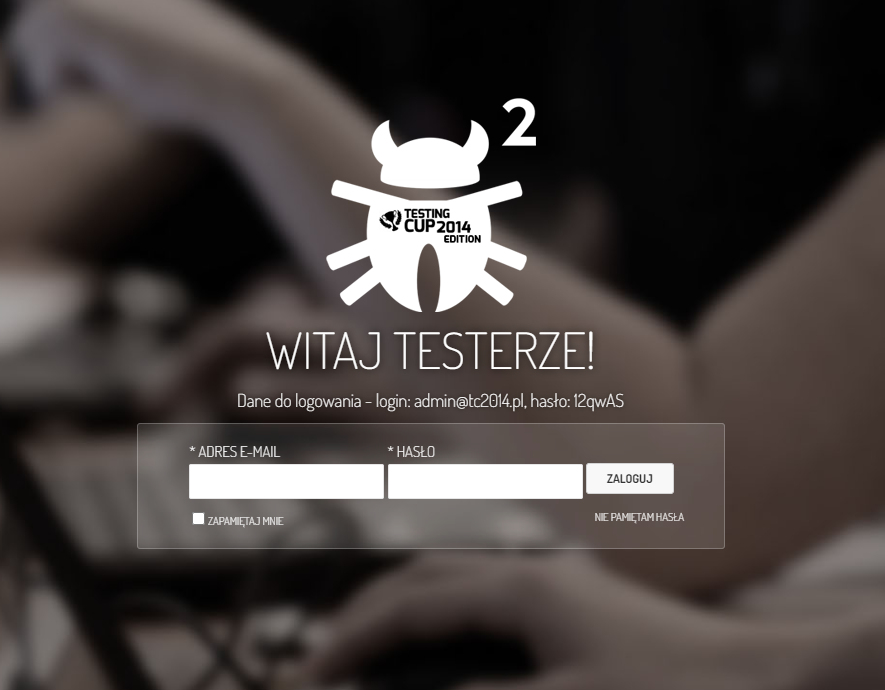 2
TESTING
CUP 2014
EDITION
WITAJ TESTERZE!
Dane do logowania - login: admin@tc2014.pl, hasło: 12qwAS
* ADRES E-MAIL * HASŁO
ZALOGUJ
ZAPAMIĘTAJ MNIE NIE PAMIĘTAM HASŁA